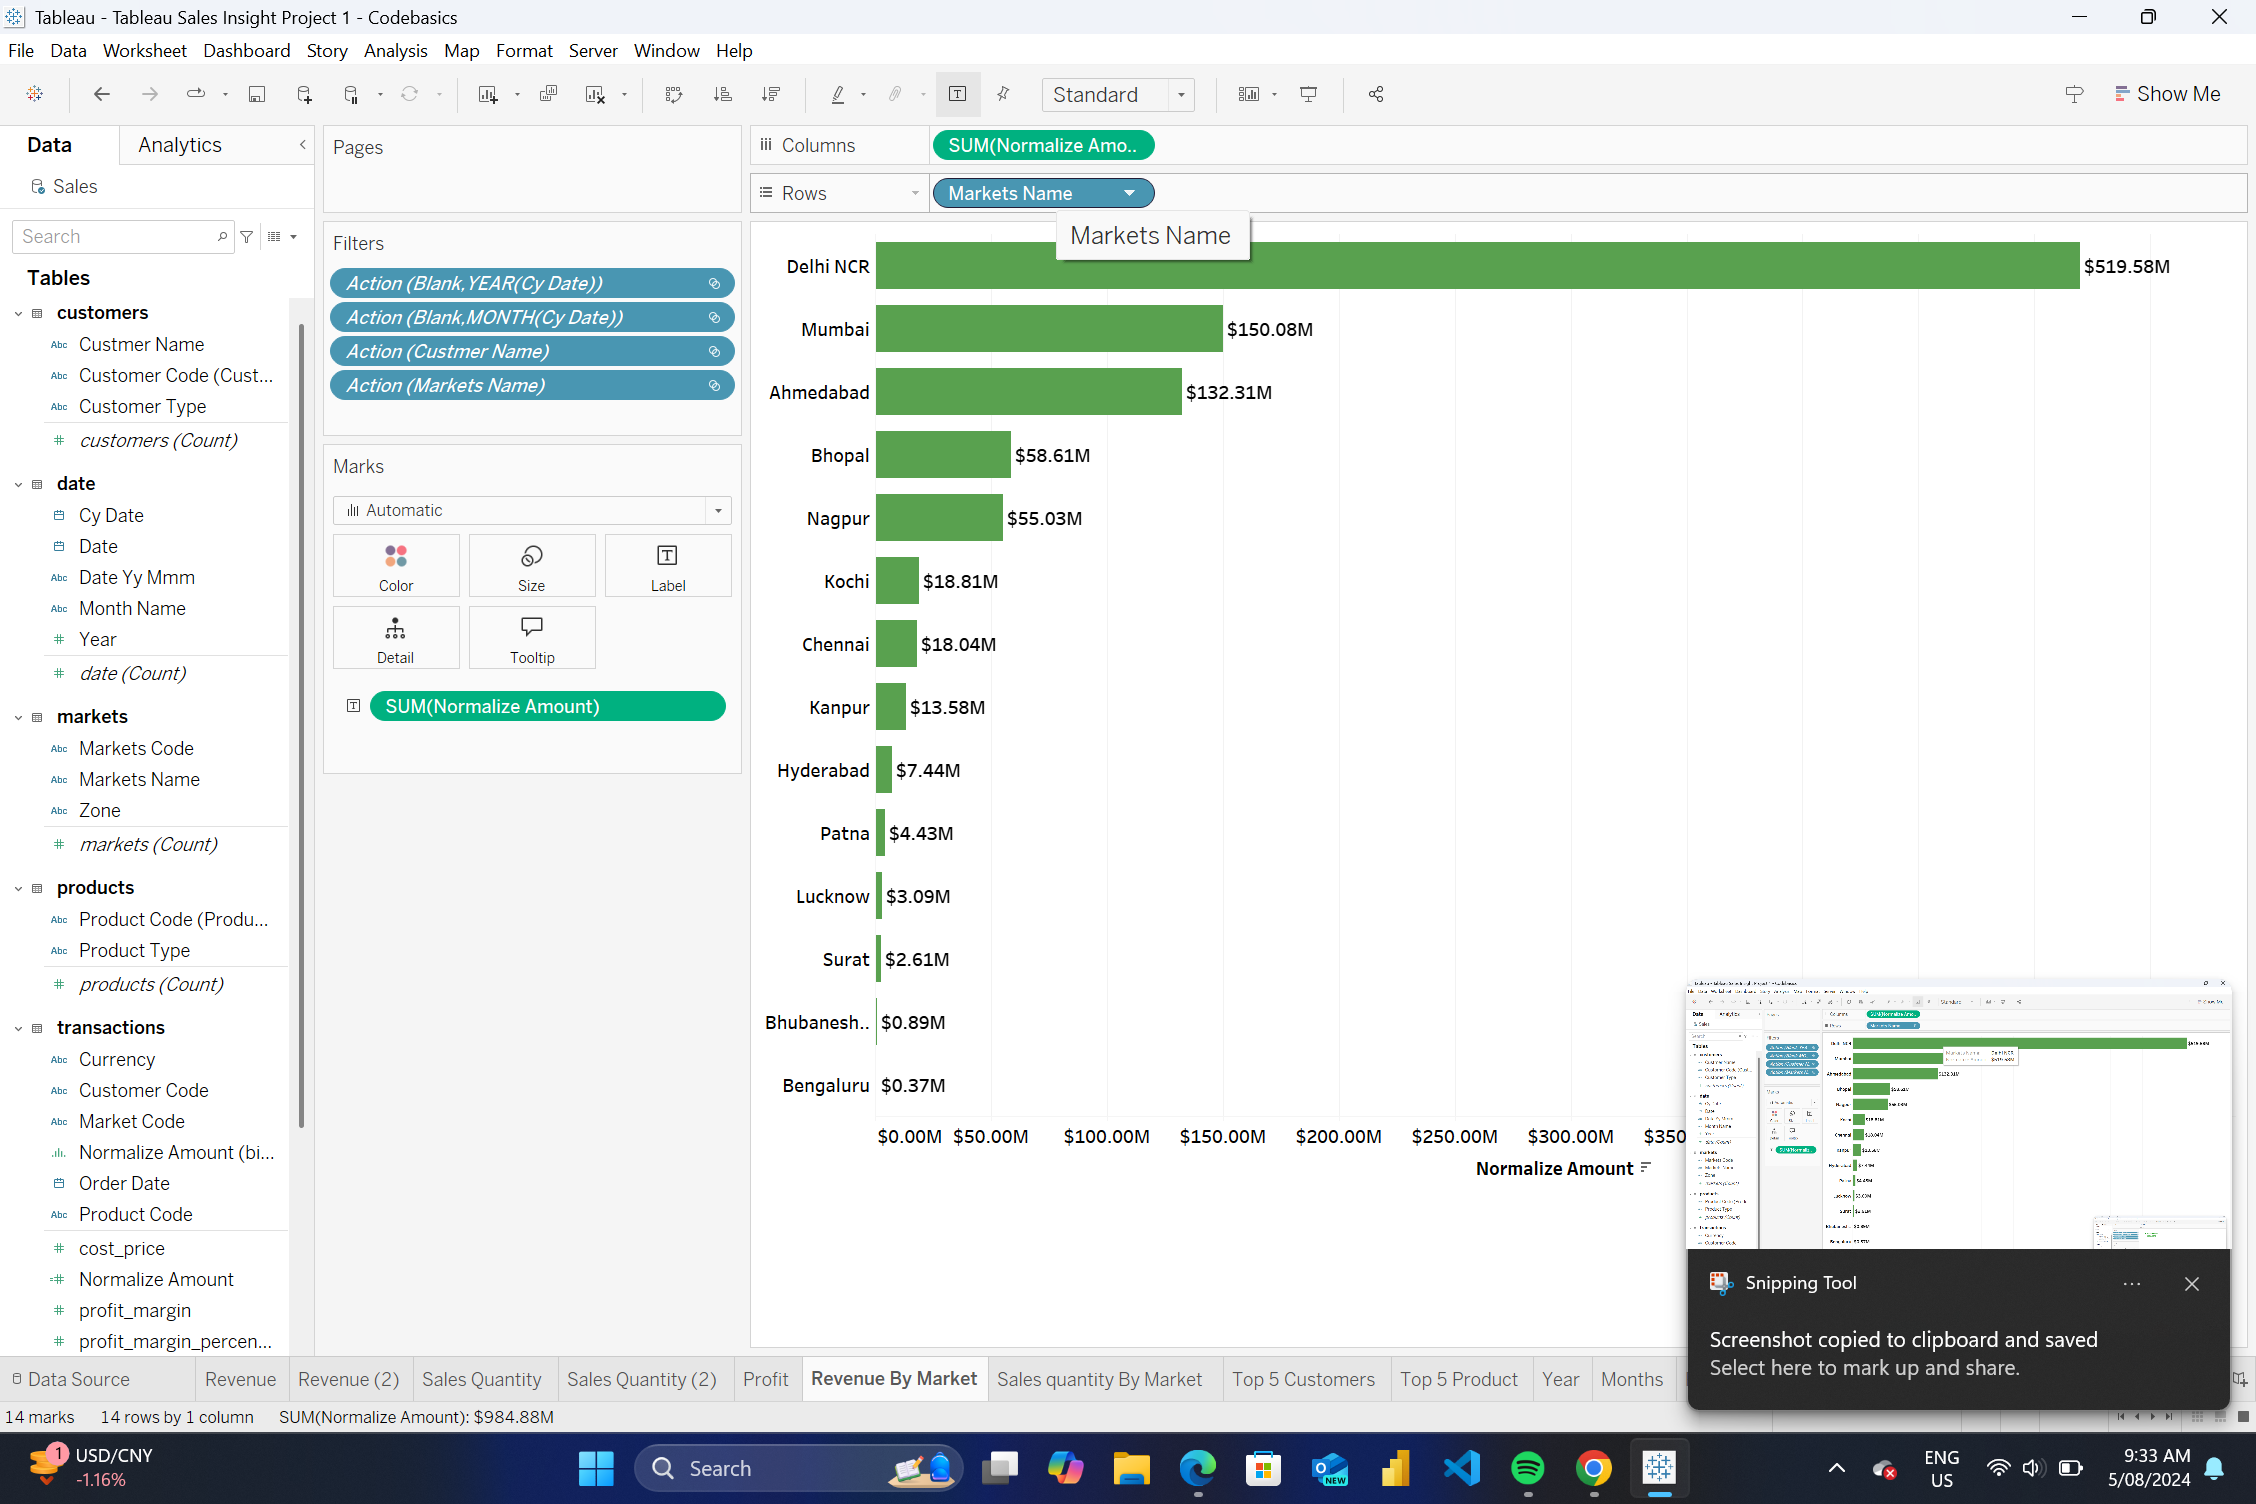 Tableau - Tableau Sales Insight Project 1 - Codebasics
File Data Worksheet Dashboard Story Analysis Map Format Server Window Help
Standard
Show Me
Data
Analytics
Sales
Search
Tables
customers
Custmer Name
Customer Code (Cust...
Customer Type
customers (Count)
date
Cy Date
Date
Date Yy Mmm
Month Name
Year
date (Count)
markets
Markets Code
Markets Name
Zone
markets (Count)
products
Product Code (Produ...
Product Type
products (Count)
transactions
Currency
Customer Code
Market Code
Normalize Amount (bi...
Order Date
Product Code
cost_price
Normalize Amount
profit_margin
profit_margin_percen...
Pages
Filters
Action (Blank,YEAR(Cy Date))
Action (Blank,MONTH(Cy Date))
Action (Custmer Name)
Action (Markets Name)
Marks
Automatic
Color
Size
Label
Detail
Tooltip
SUM(Normalize Amount)
Columns
SUM(Normalize Amo..
Rows
Markets Name
Markets Name
Delhi NCR $519.58M
Mumbai $150.08M
Ahmedabad $132.31M
Bhopal $58.61M
Nagpur $55.03M
Kochi $18.81M
Chennai $18.04M
Kanpur $13.58M
Hyderabad $7.44M
Patna $4.43M
Lucknow $3.09M
Surat $2.61M
Bhubanesh.. $0.89M
Bengaluru $0.37M
$0.00M $50.00M $100.00M $150.00M $200.00M $250.00M $300.00M $350
Normalize Amount
Snipping Tool
Screenshot copied to clipboard and saved
Select here to mark up and share.
Data Source
Revenue
Revenue (2)
Sales Quantity
Sales Quantity (2)
Profit
Revenue By Market
Sales quantity By Market
Top 5 Customers
Top 5 Product
Year
Months
14 marks
14 rows by 1 column
SUM(Normalize Amount): $984.88M
1
USD/CNY
-1.16%
Search
NEW
ENG
US
9:33 AM
5/08/2024